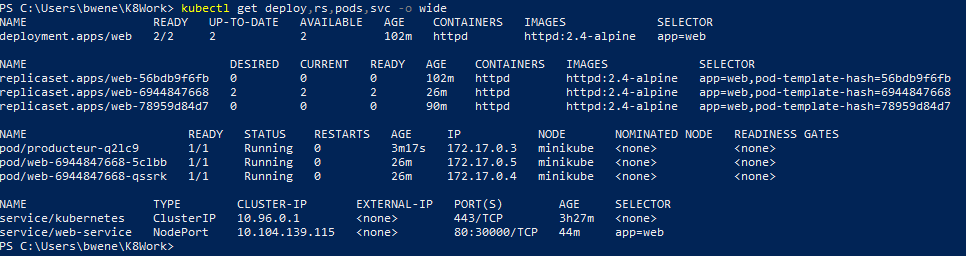 PS C:\Users\bwene\K8Work> kubectl get deploy,rs,pods,svc -o wide
NAME READY UP-TO-DATE AVAILABLE AGE CONTAINERS IMAGES SELECTOR
deployment.apps/web 2/2 2 2 102m httpd httpd:2.4-alpine app=web
NAME DESIRED CURRENT READY AGE CONTAINERS IMAGES SELECTOR
replicaset.apps/web-56bdb9f6fb 0 0 0 102m httpd httpd:2.4-alpine app=web,pod-template-hash=56bdb9f6fb
replicaset.apps/web-6944847668 2 2 2 26m httpd httpd:2.4-alpine app=web,pod-template-hash=6944847668
replicaset.apps/web-78959d84d7 0 0 0 90m httpd httpd:2.4-alpine app=web,pod-template-hash=78959d84d7
NAME READY STATUS RESTARTS AGE IP NODE NOMINATED NODE READINESS GATES
pod/producteur-q2lc9 1/1 Running 0 3m17s 172.17.0.3 minikube <none> <none>
pod/web-6944847668-5clbb 1/1 Running 0 26m 172.17.0.5 minikube <none> <none>
pod/web-6944847668-qssrk 1/1 Running 0 26m 172.17.0.4 minikube <none> <none>
NAME TYPE CLUSTER-IP EXTERNAL-IP PORT(S) AGE SELECTOR
service/kubernetes ClusterIP 10.96.0.1 <none> 443/TCP 3h27m <none>
service/web-service NodePort 10.104.139.115 <none> 80:30000/TCP 44m app=web
PS C:\Users\bwene\K8Work>